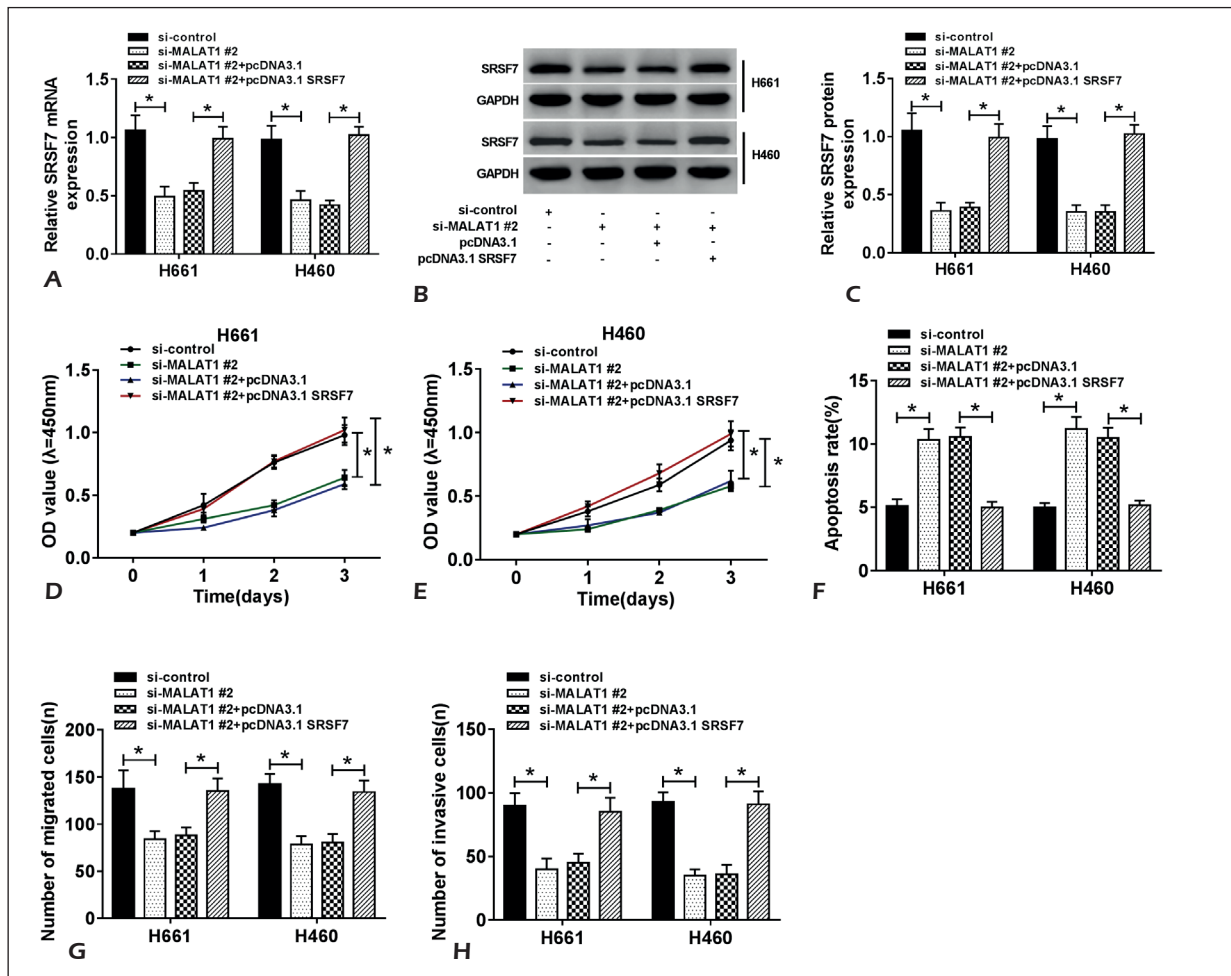 si-control
si-MALAT1 #2
si-MALAT1 #2+pcDNA3.1
si-MALAT1 #2+pcDNA3.1 SRSF7
Relative SRSF7 mRNA
expression
1.5
1.0
0.5
0.0
* * * *
H661 H460
A
SRSF7
GAPDH
H661
SRSF7
GAPDH
H460
si-control + - - -
si-MALAT1 #2 - + + +
pcDNA3.1 - - + -
pcDNA3.1 SRSF7 - - - +
B
si-control
si-MALAT1 #2
si-MALAT1 #2+pcDNA3.1
si-MALAT1 #2+pcDNA3.1 SRSF7
Relative SRSF7 protein
expression
1.5
1.0
0.5
0.0
* * * *
H661 H460
C
H661
si-control
si-MALAT1 #2
si-MALAT1 #2+pcDNA3.1
si-MALAT1 #2+pcDNA3.1 SRSF7
OD value (λ=450nm)
1.5
1.0
0.5
0.0
* *
0 1 2 3
Time(days)
D
H460
si-control
si-MALAT1 #2
si-MALAT1 #2+pcDNA3.1
si-MALAT1 #2+pcDNA3.1 SRSF7
OD value (λ=450nm)
1.5
1.0
0.5
0.0
* *
0 1 2 3
Time(days)
E
si-control
si-MALAT1 #2
si-MALAT1 #2+pcDNA3.1
si-MALAT1 #2+pcDNA3.1 SRSF7
Apoptosis rate(%)
15
10
5
0
* * * *
H661 H460
F
si-control
si-MALAT1 #2
si-MALAT1 #2+pcDNA3.1
si-MALAT1 #2+pcDNA3.1 SRSF7
Number of migrated cells(n)
200
150
100
50
0
* * * *
H661 H460
G
si-control
si-MALAT1 #2
si-MALAT1 #2+pcDNA3.1
si-MALAT1 #2+pcDNA3.1 SRSF7
Number of invasive cells(n)
150
100
50
0
* * * *
H661 H460
H